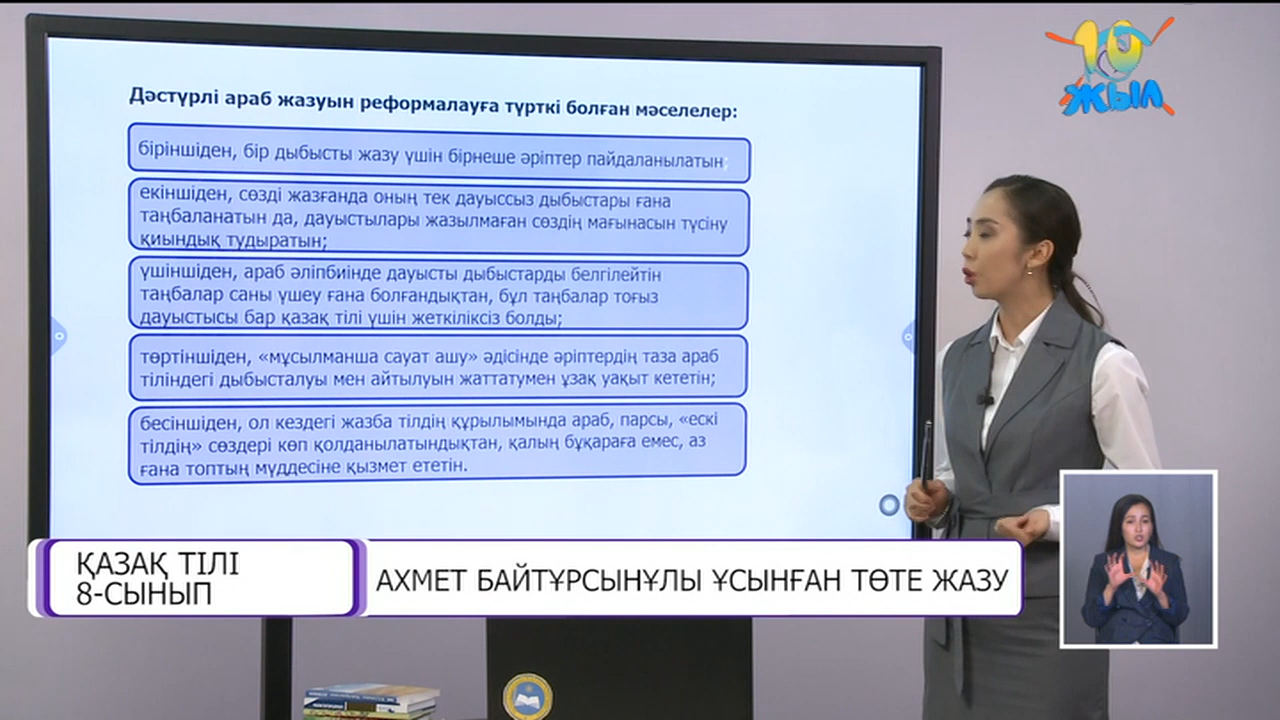 10
ЖЫЛ
Дәстүрлі араб жазуын реформалауға түрткі болған мәселелер:
біріншіден, бір дыбысты жазу үшін бірнеше әріптер пайдаланылатын;
екіншіден, сөзді жазғанда оның тек дауыссыз дыбыстары ғана
таңбаланатын да, дауыстылары жазылмаған сөздің мағынасын түсіну
қиындық тудыратын;
үшіншіден, араб әліпбиінде дауысты дыбыстарды белгілейтін
таңбалар саны үшеу ғана болғандықтан, бұл таңбалар тоғыз
дауыстысы бар қазақ тілі үшін жеткіліксіз болды;
төртіншіден, «мұсылманша сауат ашу» әдісінде әріптердің таза араб
тіліндегі дыбысталуы мен айтылуын жаттатумен ұзақ уақыт кететін;
бесіншіден, ол кездегі жазба тілдің құрылымында араб, парсы, «ескі
тілдің» сөздері көп қолданылатындықтан, қалың бұқараға емес, аз
ғана топтың мүддесіне қызмет ететін.
ҚАЗАҚ ТІЛІ
8-СЫНЫП
АХМЕТ БАЙТҰРСЫНҰЛЫ ҰСЫНҒАН ТӨТЕ ЖАЗУ